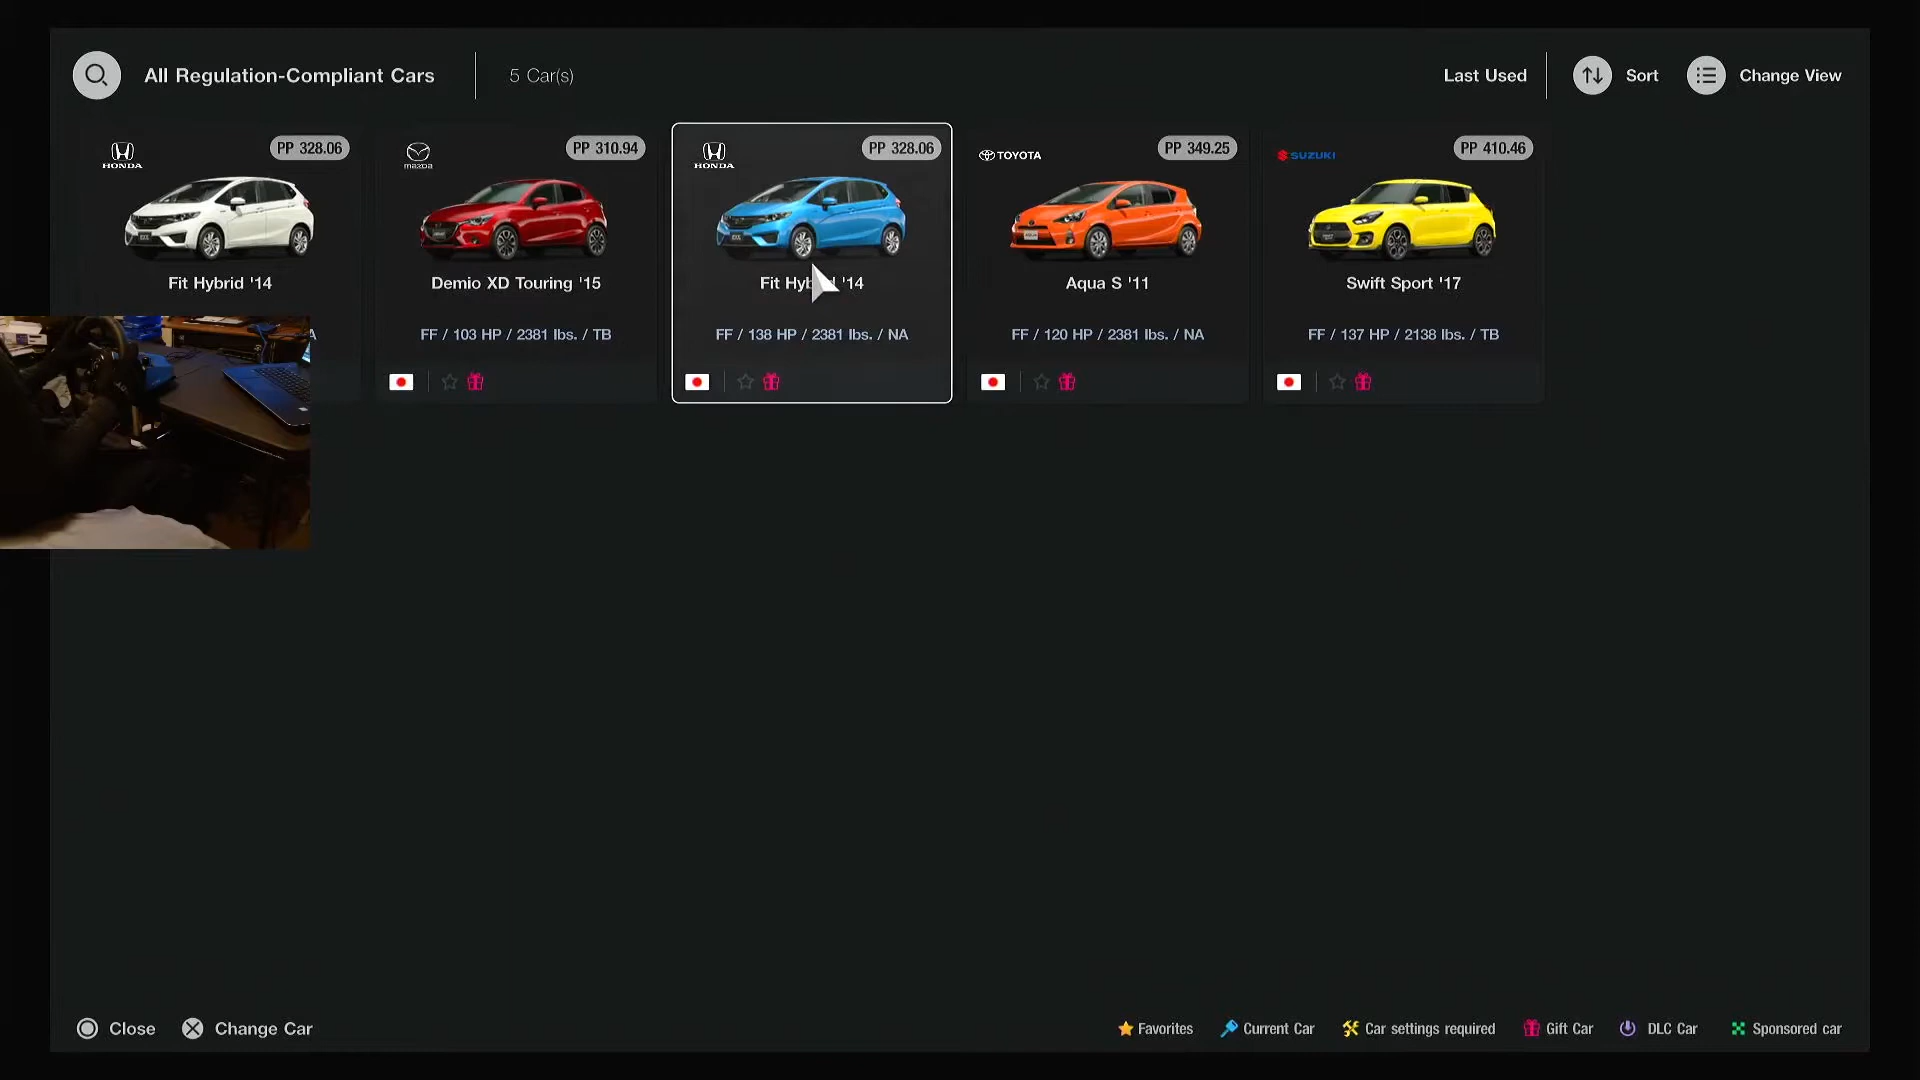 All Regulation-Compliant Cars
5 Car(s)
Last Used
Sort
Change View
HONDA
PP 328.06
Fit Hybrid '14
A
mazda
PP 310.94
Demio XD Touring '15
FF / 103 HP / 2381 lbs. / TB
HONDA
PP 328.06
'14
FF / 138 HP / 2381 lbs. / NA
TOYOTA
PP 349.25
Aqua S '11
FF / 120 HP / 2381 lbs. / NA
SUZUKI
PP 410.46
Swift Sport '17
FF / 137 HP / 2138 lbs. / TB
Close
Change Car
Favorites
Current Car
Car settings required
Gift Car
DLC Car
Sponsored car